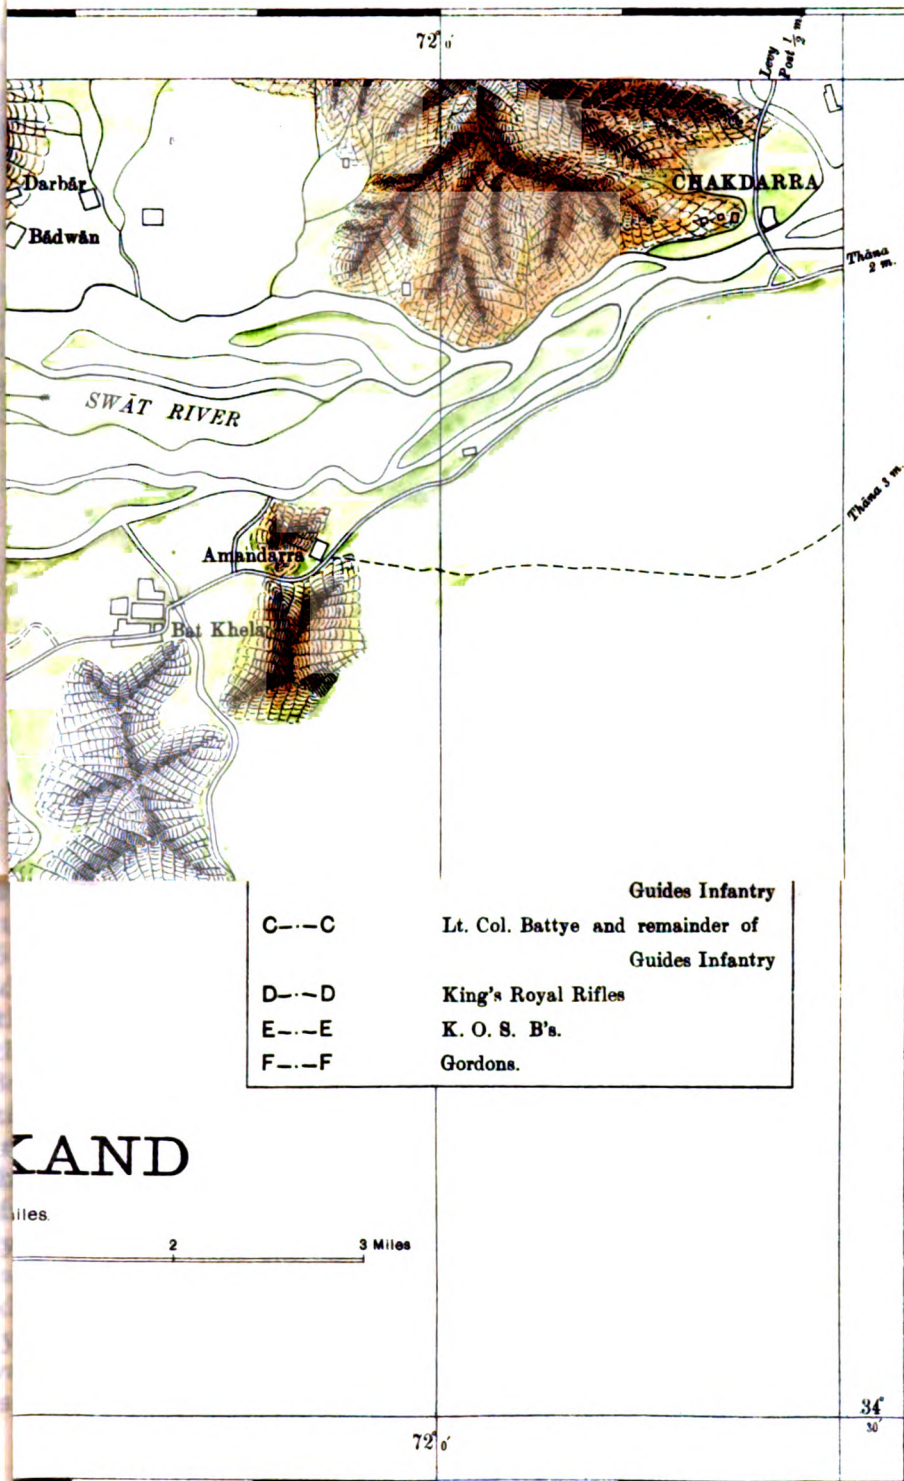 72° 0′
Levy
Post ½ m.
CHAKDARRA
Darbār
Bādwān
Thāna
2 m.
SWĀT RIVER
Thāna 3 m.
Amandarra
Bat Khela
Guides Infantry
C—·—C Lt. Col. Battye and remainder of
Guides Infantry
D—·—D King's Royal Rifles
E—·—E K. O. S. B's.
F—·—F Gordons.
KAND
iles.
2 3 Miles
34°
30′
72° 0′